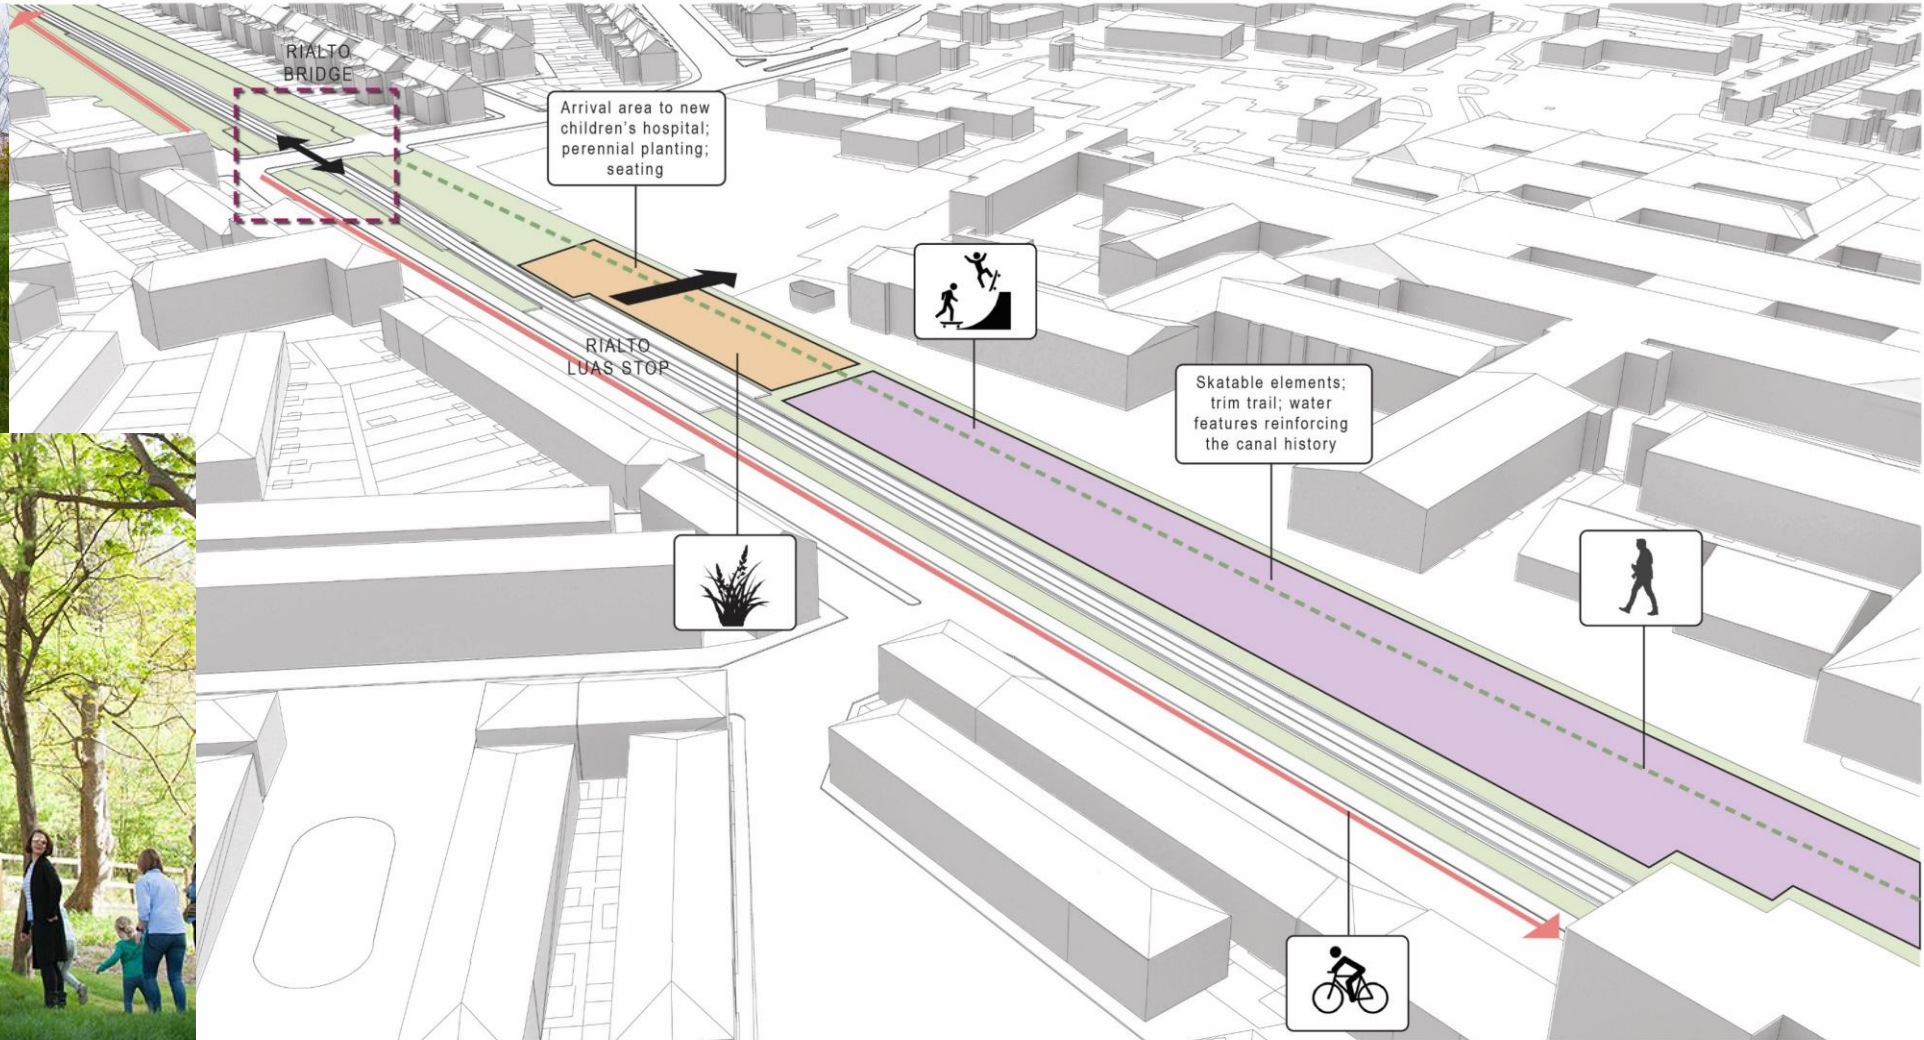 RIALTO
BRIDGE
Arrival area to new
children's hospital;
perennial planting;
seating
RIALTO
LUAS STOP
Skatable elements;
trim trail; water
features reinforcing
the canal history